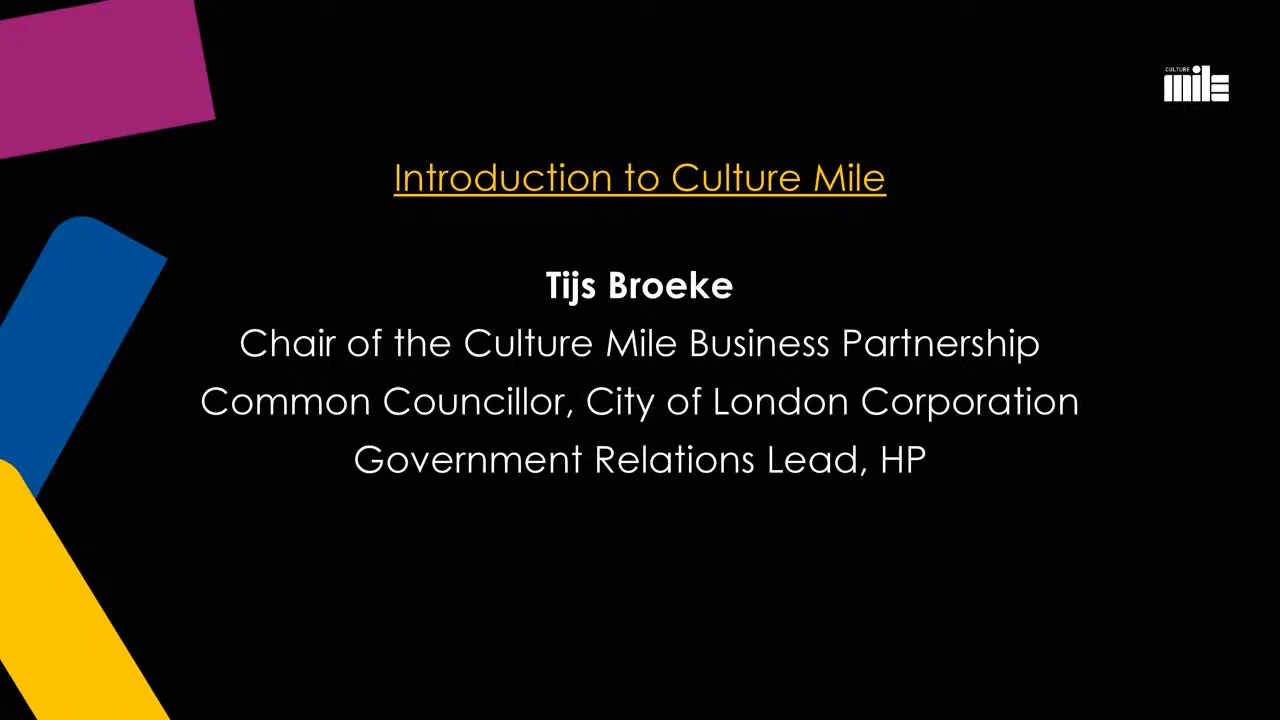 CULTURE
mile
Introduction to Culture Mile
Tijs Broeke
Chair of the Culture Mile Business Partnership
Common Councillor, City of London Corporation
Government Relations Lead, HP